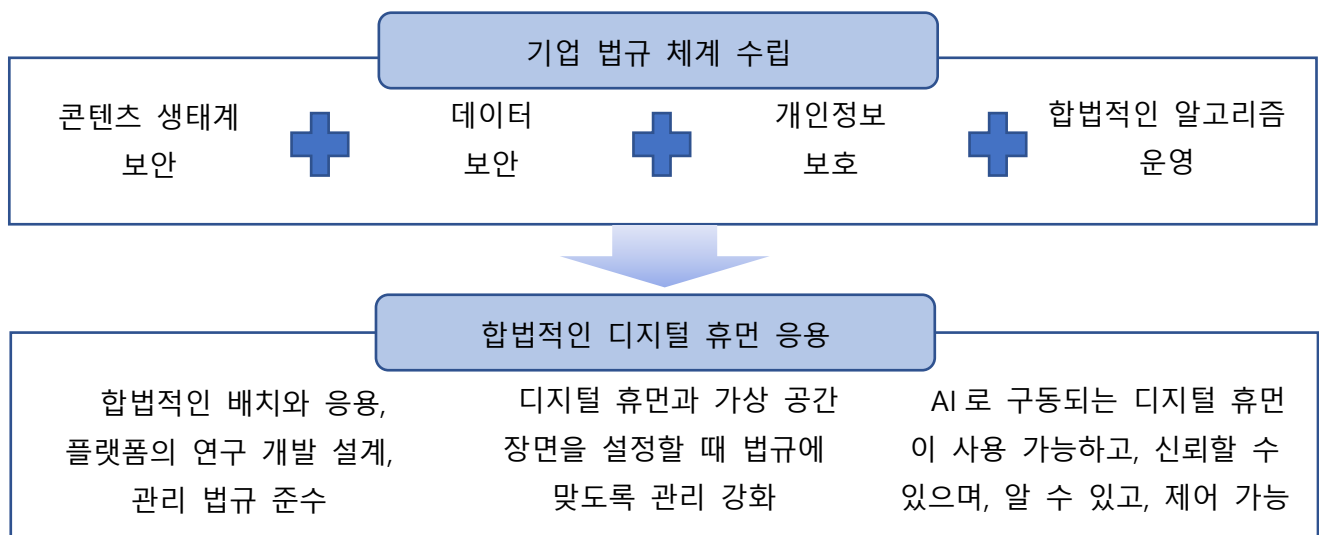 기업 법규 체계 수립
콘텐츠 생태계
보안
데이터
보안
개인정보
보호
합법적인 알고리즘
운영
합법적인 디지털 휴먼 응용
합법적인 배치와 응용,
플랫폼의 연구 개발 설계,
관리 법규 준수
디지털 휴먼과 가상 공간
장면을 설정할 때 법규에
맞도록 관리 강화
AI로 구동되는 디지털 휴먼
이 사용 가능하고, 신뢰할 수
있으며, 알 수 있고, 제어 가능